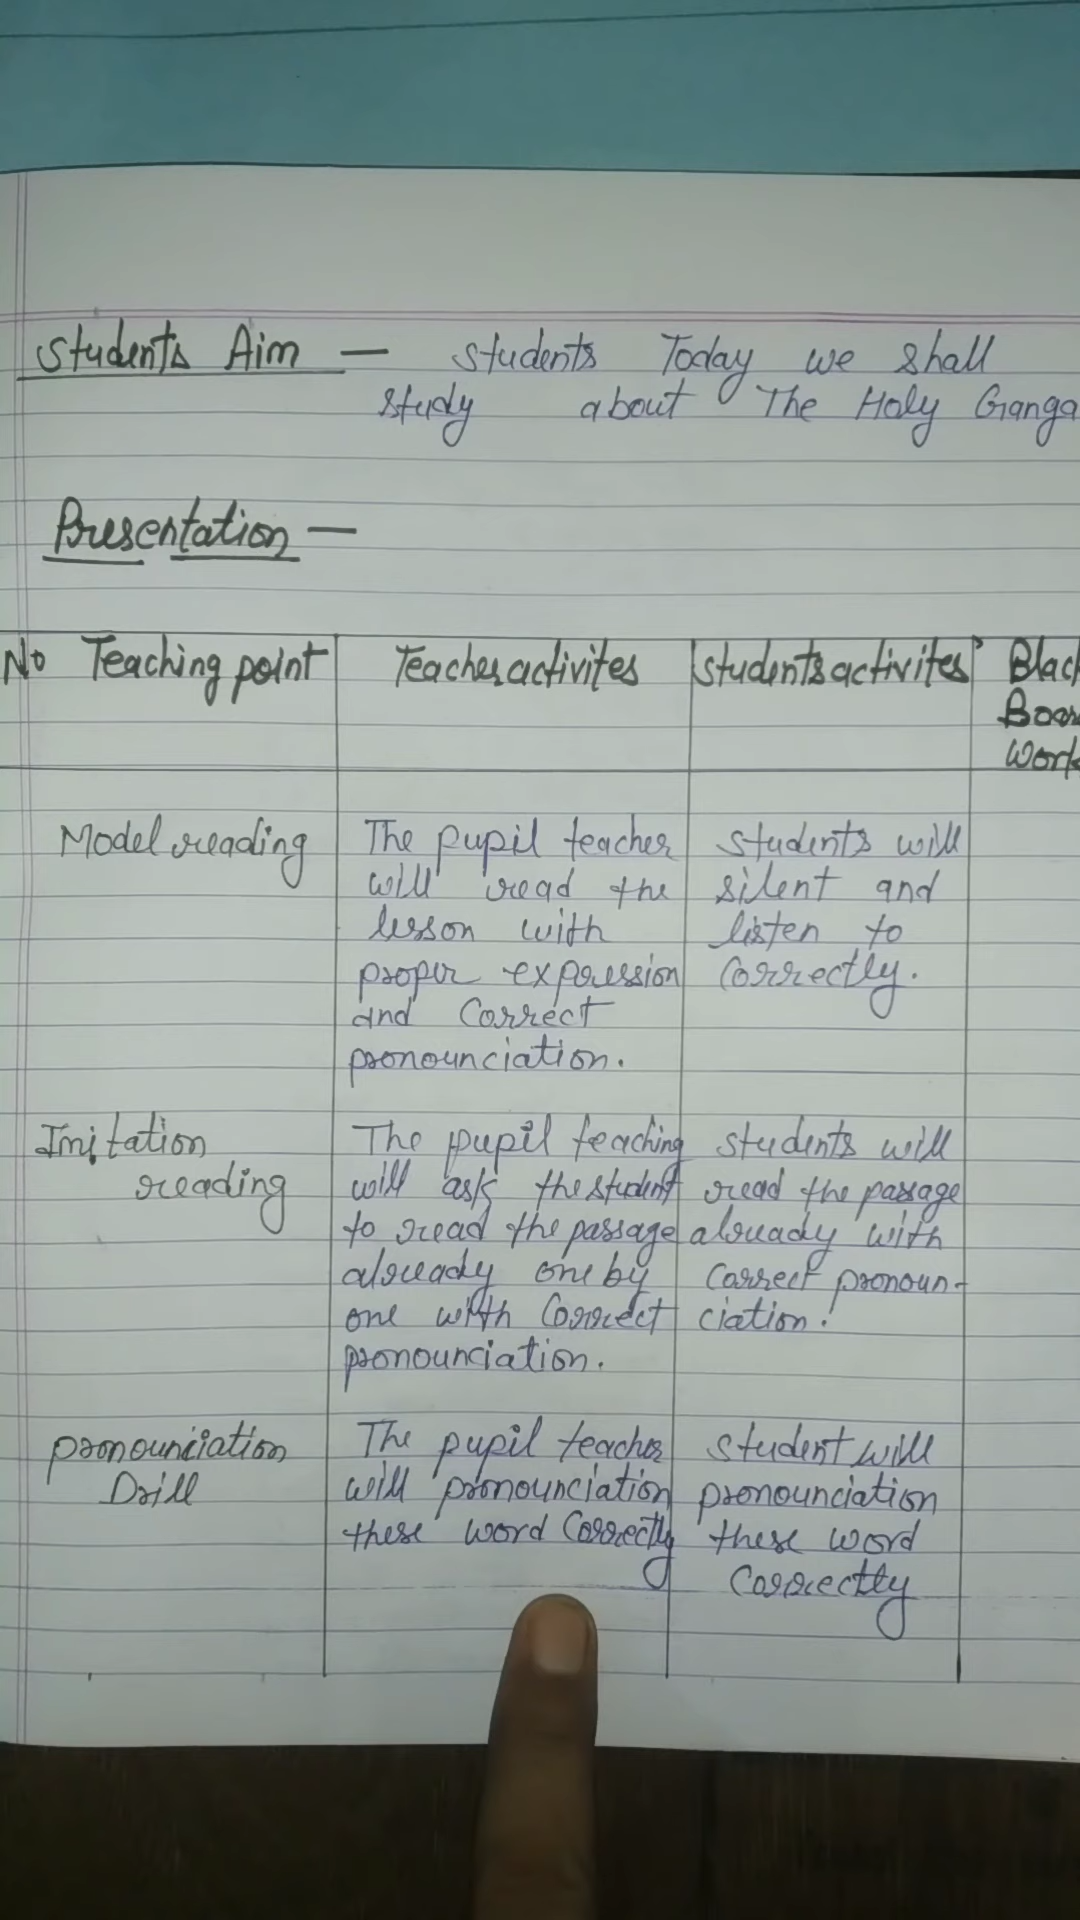 Students Aim — Students Today we shall
study about The Holy Ganga
Presentation —
No Teaching point Teacher activites Students activites Black
Board
Work
Model reading The pupil teacher students will
will read the silent and
lesson with listen to
proper expression correctly.
and correct
pronounciation.
Imitation The pupil teaching students will
reading will ask the student read the passage
to read the passage already with
already one by correct pronoun-
one with correct ciation.
pronounciation.
pronounciation The pupil teacher student will
Drill will pronounciation pronounciation
these word correctly these word
correctly